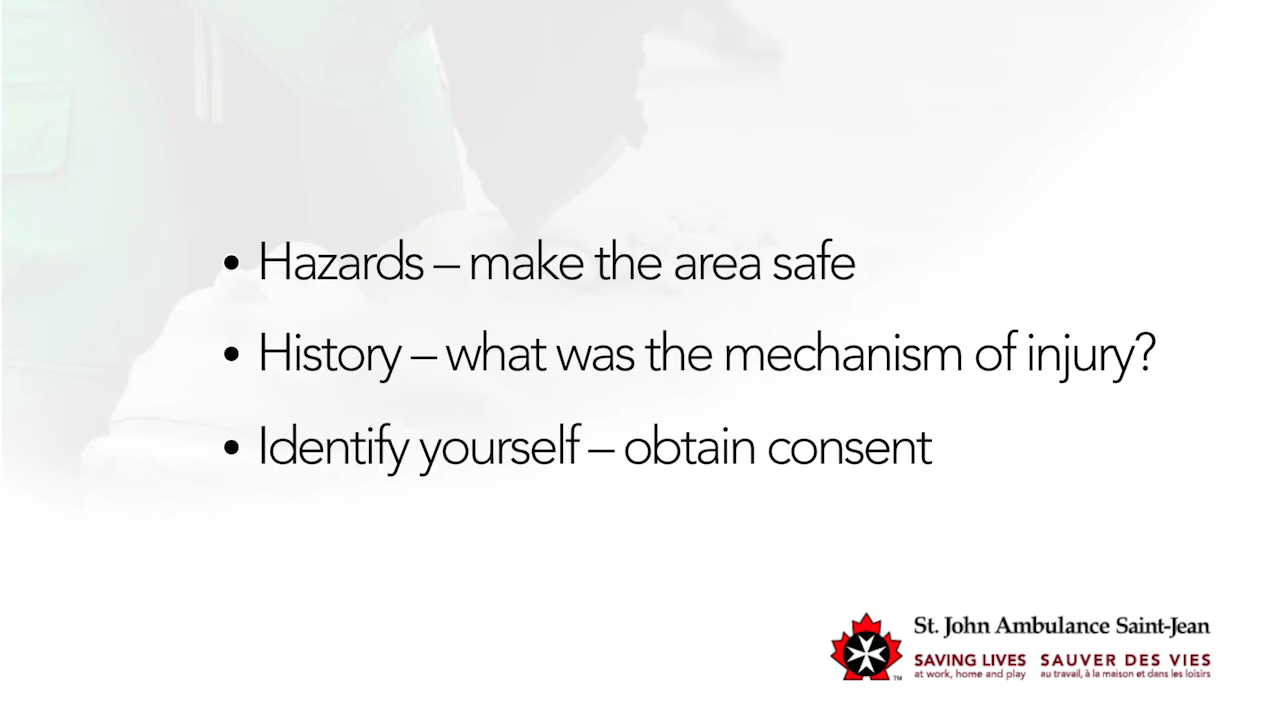 • Hazards – make the area safe
• History – what was the mechanism of injury?
• Identify yourself – obtain consent
St. John Ambulance Saint-Jean
SAVING LIVES SAUVER DES VIES
at work, home and play au travail, à la maison et dans les loisirs
TM